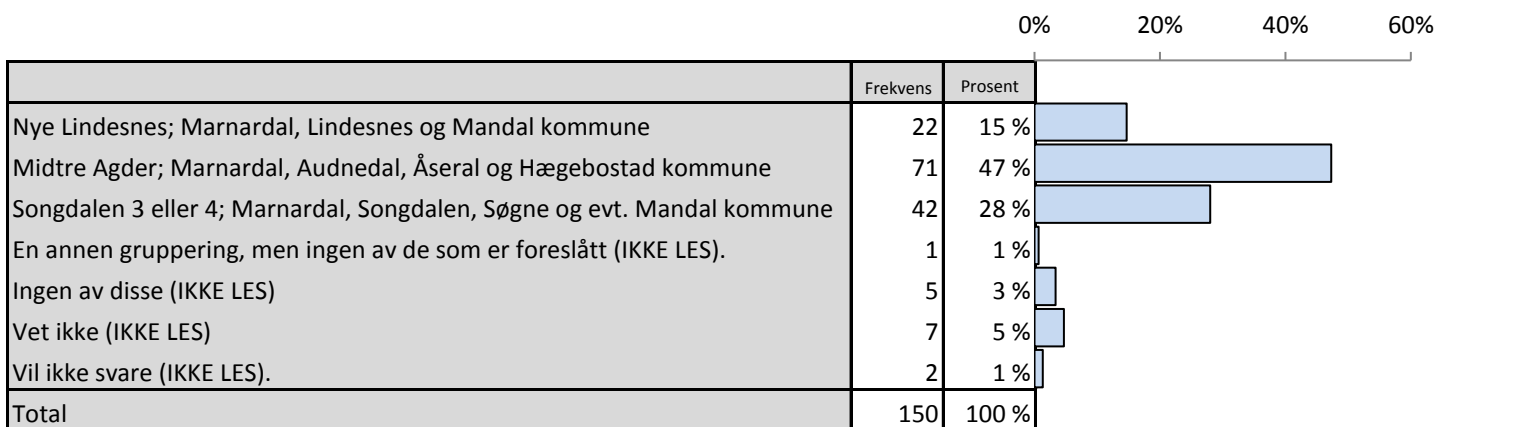 0% 20% 40% 60%
Frekvens Prosent
Nye Lindesnes; Marnardal, Lindesnes og Mandal kommune 22 15 %
Midtre Agder; Marnardal, Audnedal, Åseral og Hægebostad kommune 71 47 %
Songdalen 3 eller 4; Marnardal, Songdalen, Søgne og evt. Mandal kommune 42 28 %
En annen gruppering, men ingen av de som er foreslått (IKKE LES). 1 1 %
Ingen av disse (IKKE LES) 5 3 %
Vet ikke (IKKE LES) 7 5 %
Vil ikke svare (IKKE LES). 2 1 %
Total 150 100 %